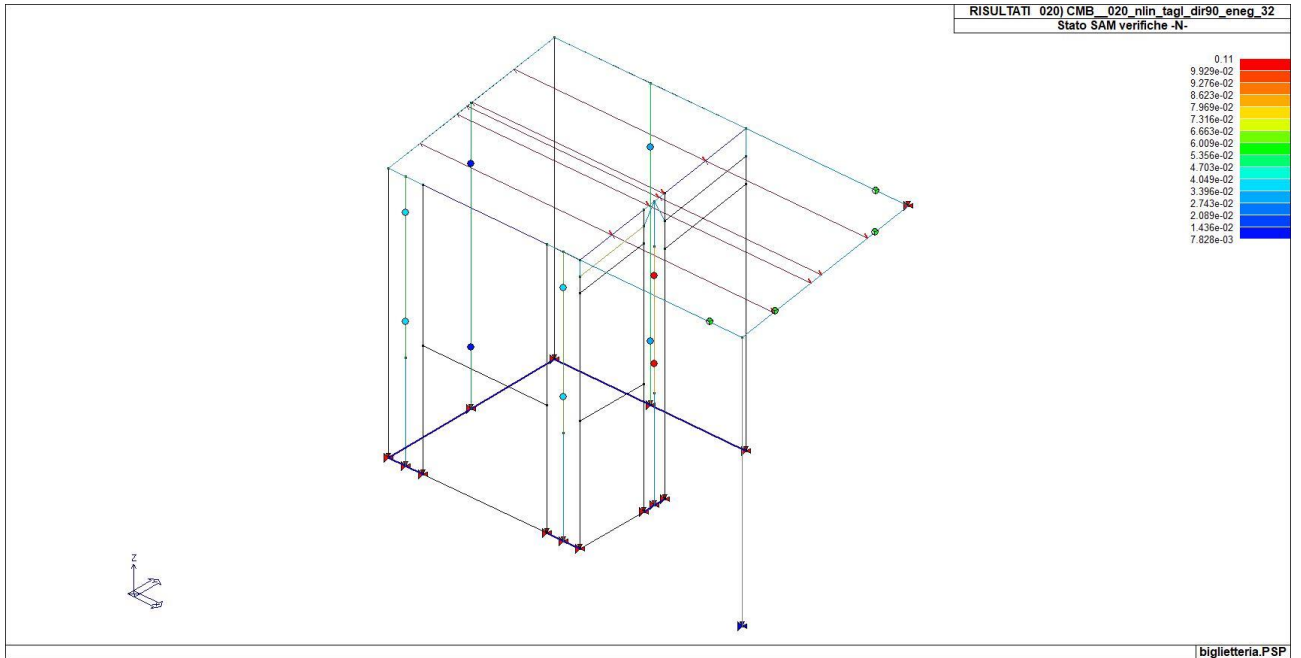 RISULTATI 020) CMB__020_nlin_tagl_dir90_eneg_32
Stato SAM verifiche -N-
0.11
9.929e-02
9.276e-02
8.623e-02
7.969e-02
7.316e-02
6.663e-02
6.009e-02
5.356e-02
4.703e-02
4.049e-02
3.396e-02
2.743e-02
2.089e-02
1.436e-02
7.828e-03
Z
biglietteria.PSP